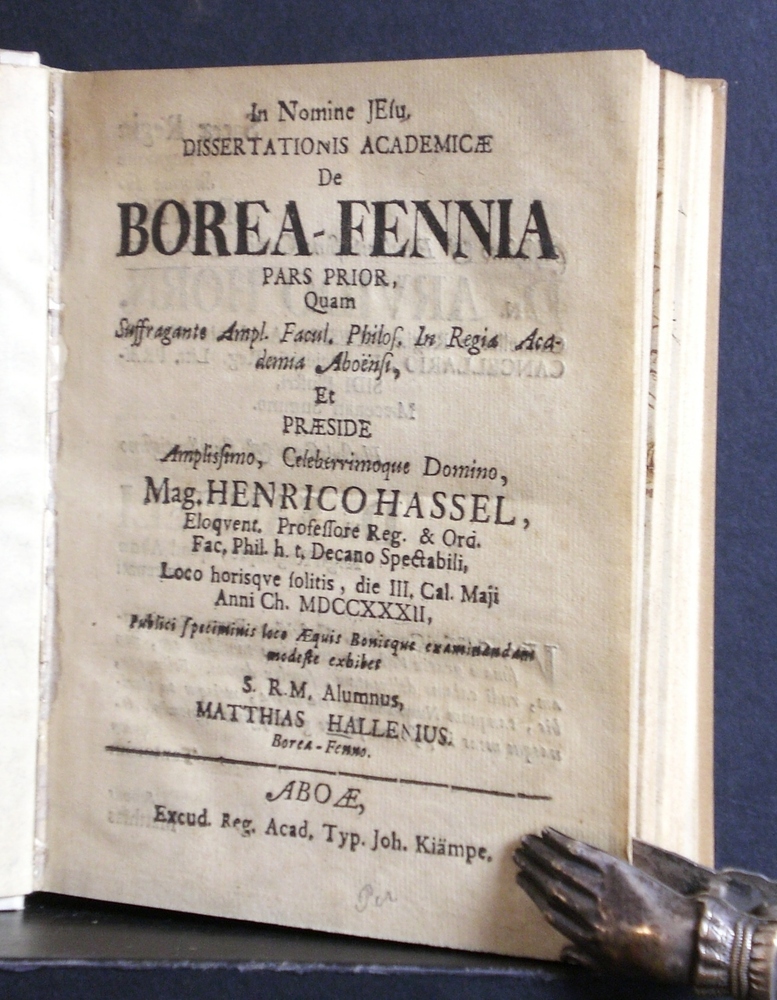 In Nomine JEſu,
DISSERTATIONIS ACADEMICÆ
De
BOREA-FENNIA
PARS PRIOR,
Quam
Suffragante Ampl. Facul. Philoſ. In Regia Aca-
demia Aboënſi,
Et
PRÆSIDE
Ampliſſimo, Celeberrimoque Domino,
Mag. HENRICO HASSEL,
Eloqvent. Profeſſore Reg. & Ord.
Fac. Phil. h. t. Decano Spectabili,
Loco horisqve ſolitis, die III. Cal. Maji
Anni Ch. MDCCXXXII,
Publici ſpeciminis loco Æquis Bonisque examinandam
modeſte exhibet
S. R. M. Alumnus,
MATTHIAS HALLENIUS.
Borea-Fenno.
ABOÆ,
Excud. Reg. Acad. Typ. Joh. Kiämpe.